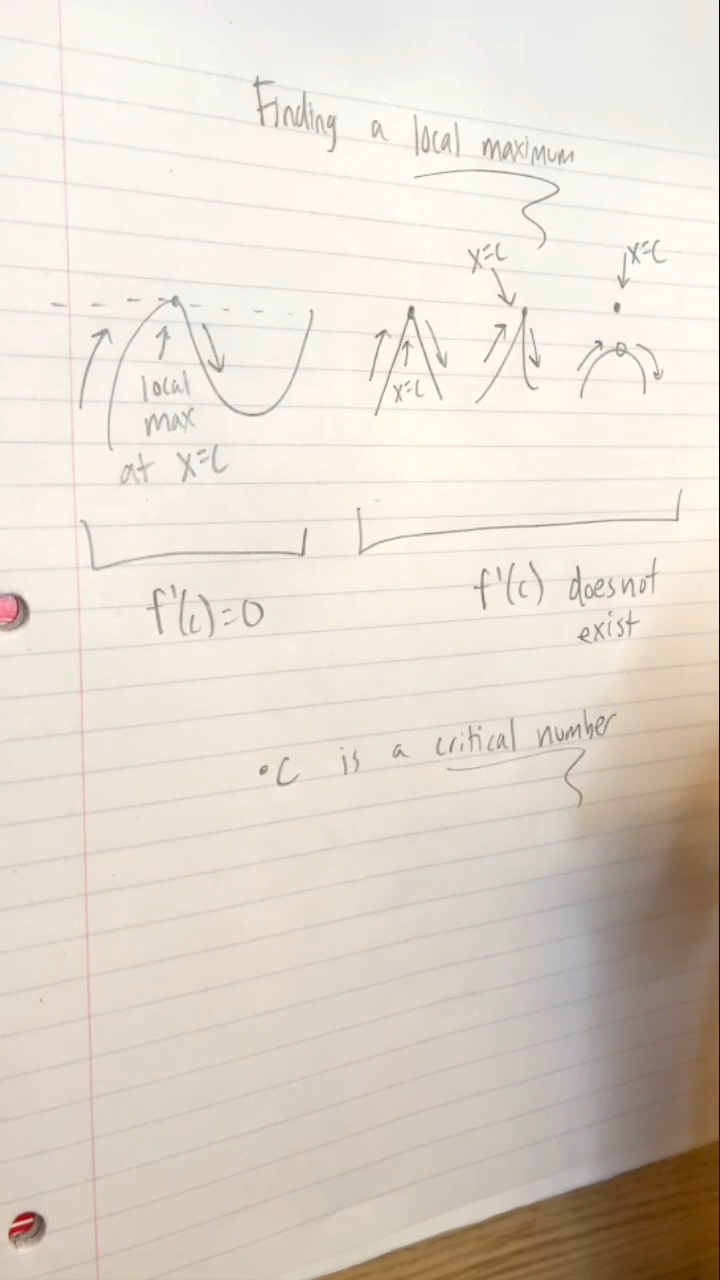 Finding a local maximum
x=c
x=c
x=c
local
max
at x=c
f'(c)=0
f'(c) does not
exist
•c is a critical number